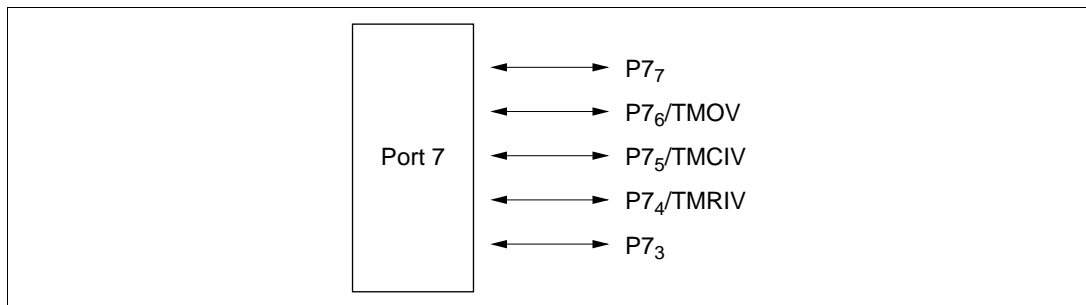 P7₇
P7₆/TMOV
Port 7
P7₅/TMCIV
P7₄/TMRIV
P7₃